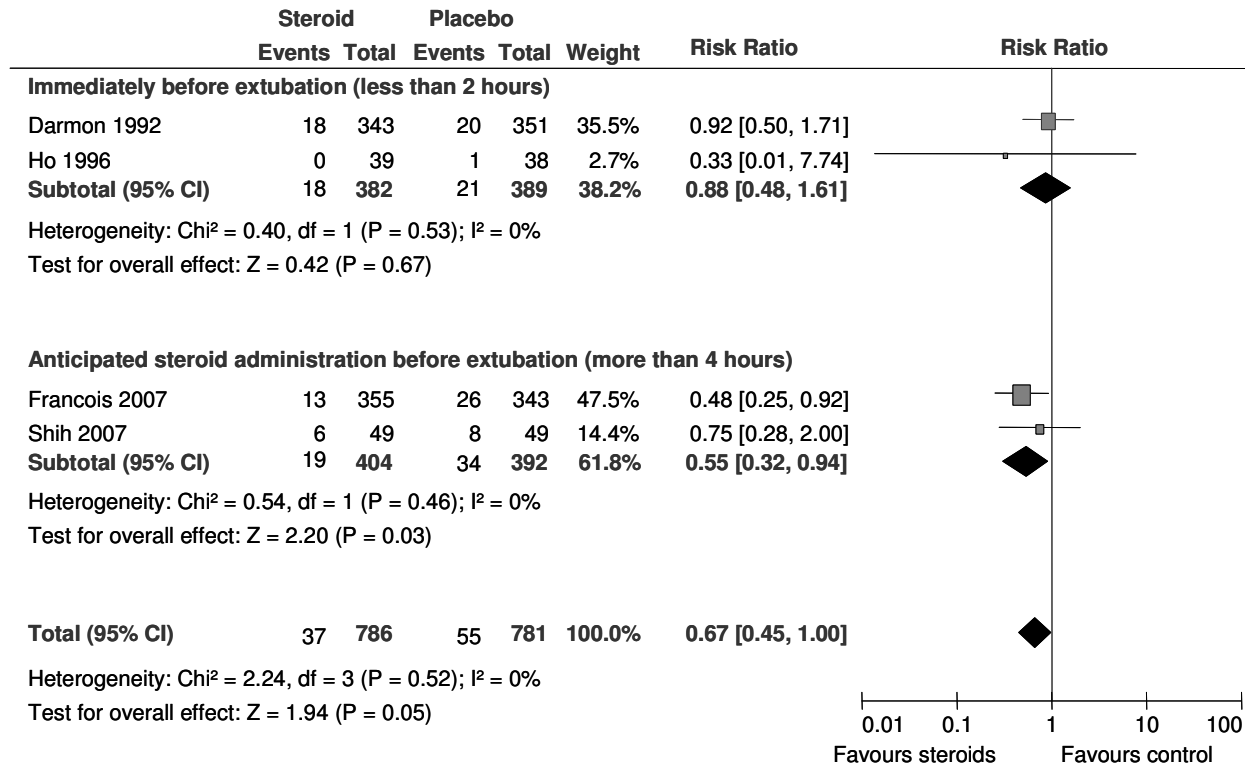 Steroid Placebo
Events Total Events Total Weight Risk Ratio Risk Ratio
Immediately before extubation (less than 2 hours)
Darmon 1992 18 343 20 351 35.5% 0.92 [0.50, 1.71]
Ho 1996 0 39 1 38 2.7% 0.33 [0.01, 7.74]
Subtotal (95% CI) 18 382 21 389 38.2% 0.88 [0.48, 1.61]
Heterogeneity: Chi² = 0.40, df = 1 (P = 0.53); I² = 0%
Test for overall effect: Z = 0.42 (P = 0.67)
Anticipated steroid administration before extubation (more than 4 hours)
Francois 2007 13 355 26 343 47.5% 0.48 [0.25, 0.92]
Shih 2007 6 49 8 49 14.4% 0.75 [0.28, 2.00]
Subtotal (95% CI) 19 404 34 392 61.8% 0.55 [0.32, 0.94]
Heterogeneity: Chi² = 0.54, df = 1 (P = 0.46); I² = 0%
Test for overall effect: Z = 2.20 (P = 0.03)
Total (95% CI) 37 786 55 781 100.0% 0.67 [0.45, 1.00]
Heterogeneity: Chi² = 2.24, df = 3 (P = 0.52); I² = 0%
Test for overall effect: Z = 1.94 (P = 0.05)
0.01 0.1 1 10 100
Favours steroids Favours control